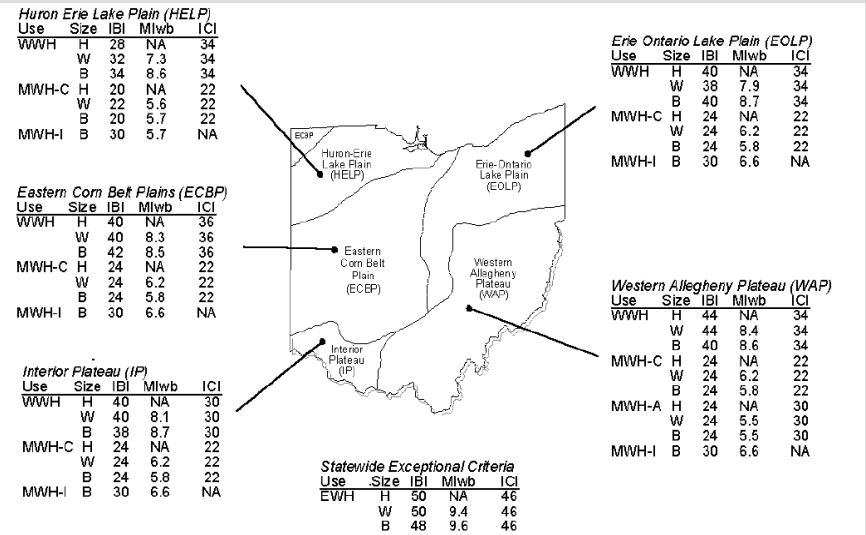 Huron Erie Lake Plain (HELP)
Use Size IBI MIwb ICI
WWH H 28 NA 34
W 32 7.3 34
B 34 8.6 34
MWH-C H 20 NA 22
W 22 5.6 22
B 20 5.7 22
MWH-I B 30 5.7 NA
Eastern Corn Belt Plains (ECBP)
Use Size IBI MIwb ICI
WWH H 40 NA 36
W 40 8.3 36
B 42 8.5 36
MWH-C H 24 NA 22
W 24 6.2 22
B 24 5.8 22
MWH-I B 30 6.6 NA
Interior Plateau (IP)
Use Size IBI MIwb ICI
WWH H 40 NA 30
W 40 8.1 30
B 38 8.7 30
MWH-C H 24 NA 22
W 24 6.2 22
B 24 5.8 22
MWH-I B 30 6.6 NA
ECBP
Huron-Erie
Lake Plain
(HELP)
Erie-Ontario
Lake Plain
(EOLP)
Eastern
Corn Belt
Plain
(ECBP)
Western
Allegheny
Plateau
(WAP)
Interior
Plateau
(IP)
Erie Ontario Lake Plain (EOLP)
Use Size IBI MIwb ICI
WWH H 40 NA 34
W 38 7.9 34
B 40 8.7 34
MWH-C H 24 NA 22
W 24 6.2 22
B 24 5.8 22
MWH-I B 30 6.6 NA
Western Allegheny Plateau (WAP)
Use Size IBI MIwb ICI
WWH H 44 NA 34
W 44 8.4 34
B 40 8.6 34
MWH-C H 24 NA 22
W 24 6.2 22
B 24 5.8 22
MWH-A H 24 NA 30
W 24 5.5 30
B 24 5.5 30
MWH-I B 30 6.6 NA
Statewide Exceptional Criteria
Use Size IBI MIwb ICI
EWH H 50 NA 46
W 50 9.4 46
B 48 9.6 46